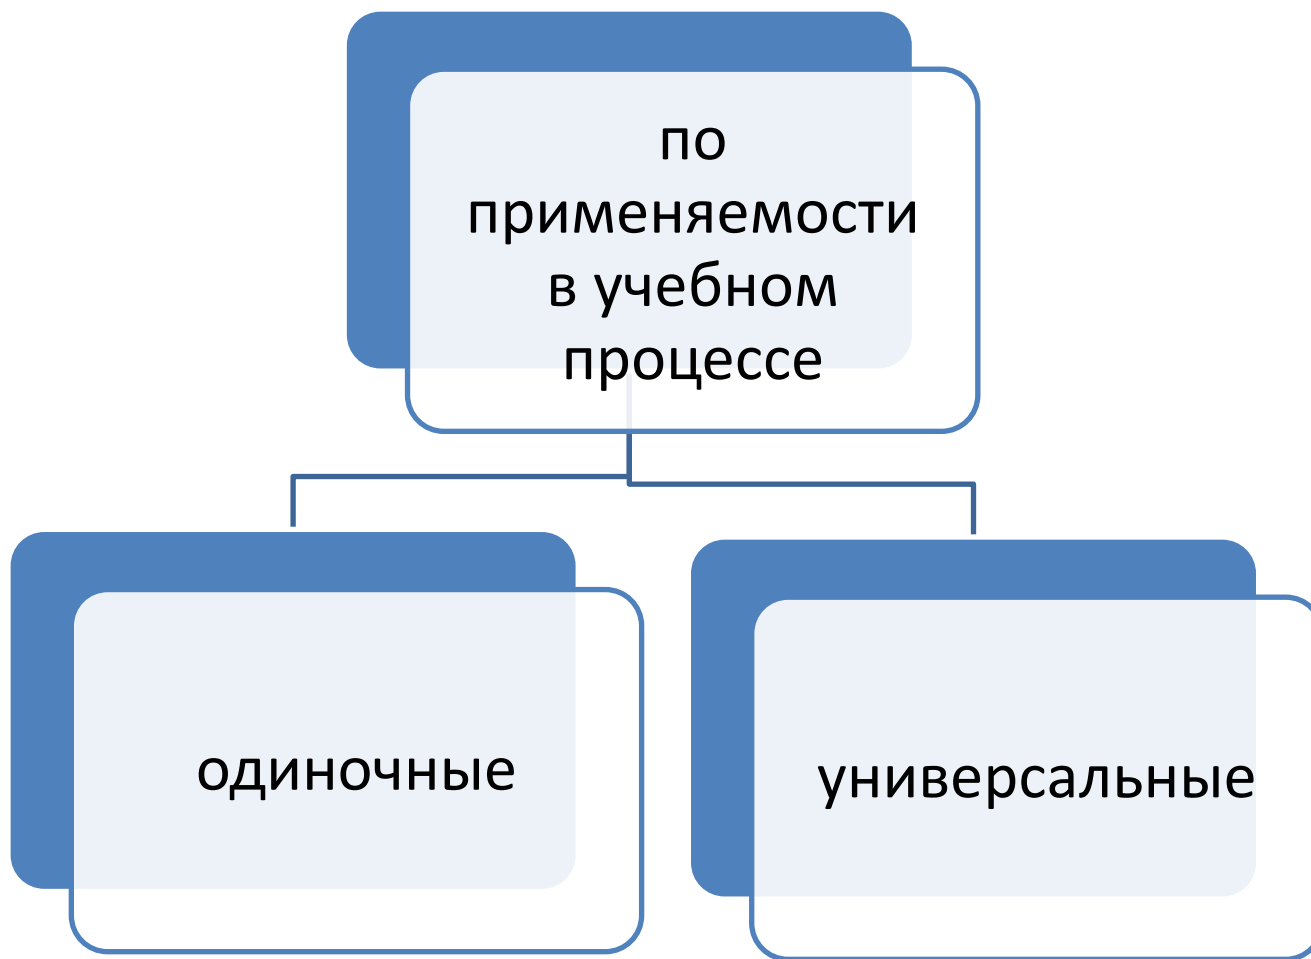 по
применяемости
в учебном
процессе
одиночные
универсальные